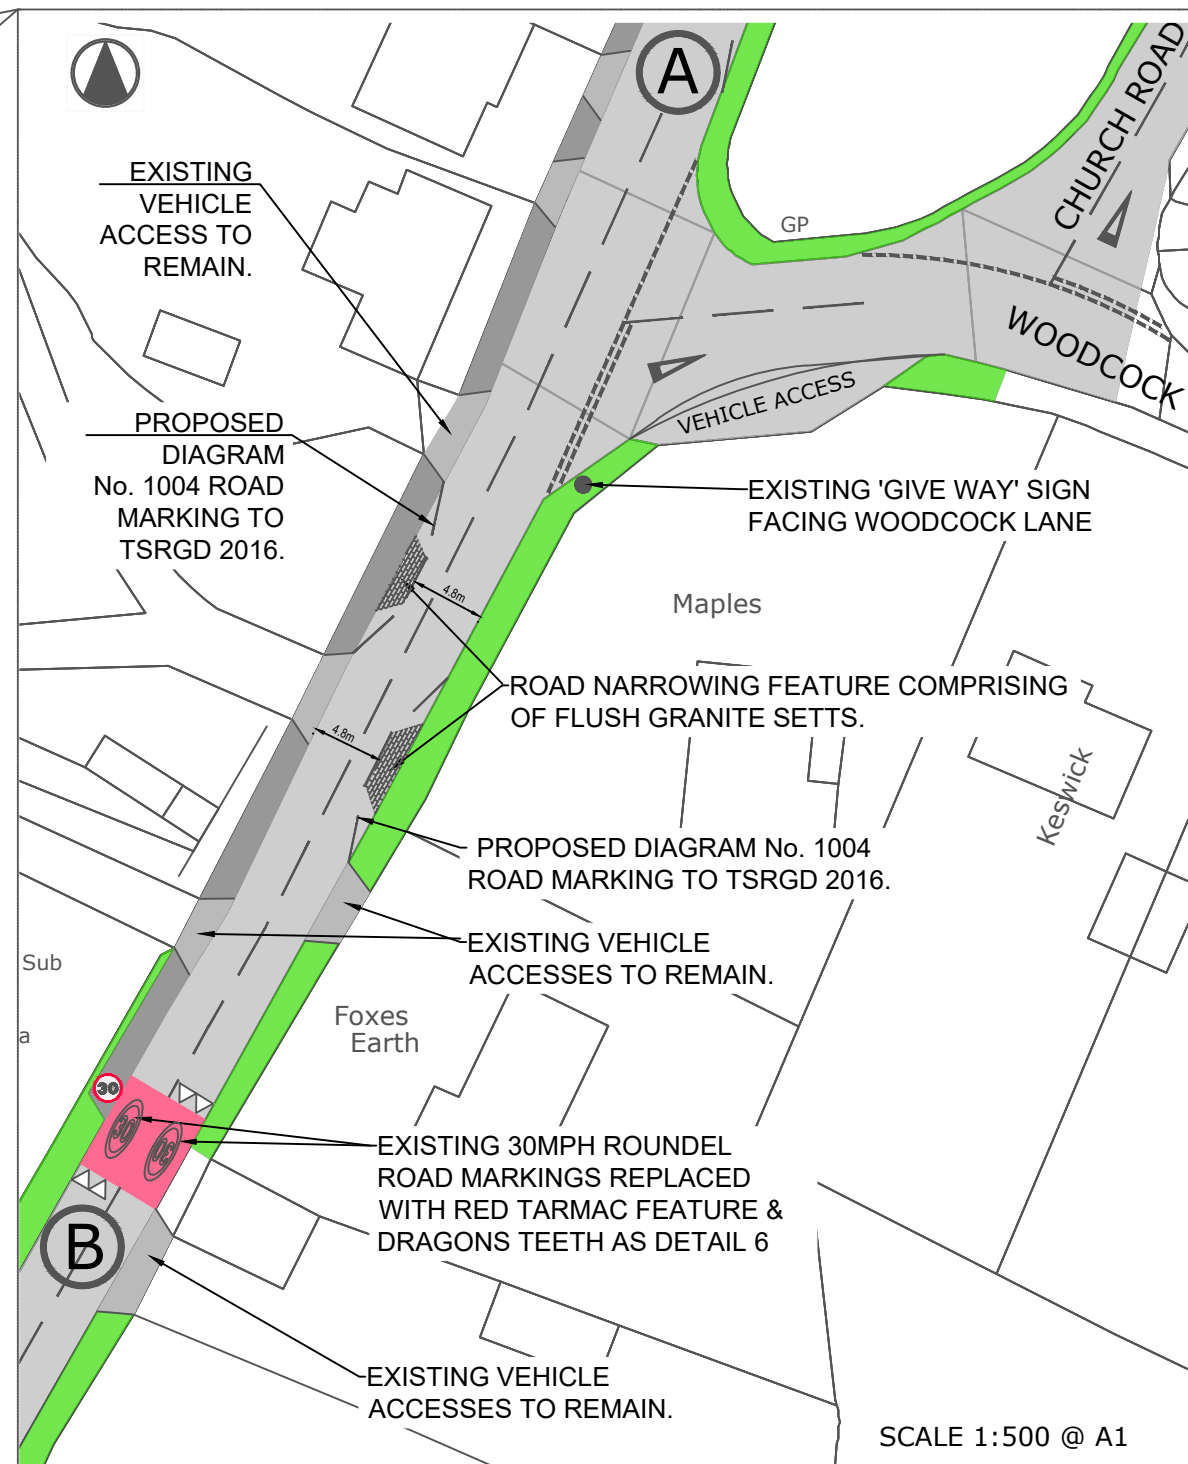 A
CHURCH ROAD
EXISTING
VEHICLE
ACCESS TO
REMAIN.
GP
WOODCOCK
VEHICLE ACCESS
PROPOSED
DIAGRAM
No. 1004 ROAD
MARKING TO
TSRGD 2016.
EXISTING 'GIVE WAY' SIGN
FACING WOODCOCK LANE
4.8m
Maples
ROAD NARROWING FEATURE COMPRISING
OF FLUSH GRANITE SETTS.
4.8m
Keswick
PROPOSED DIAGRAM No. 1004
ROAD MARKING TO TSRGD 2016.
EXISTING VEHICLE
ACCESSES TO REMAIN.
Sub
a
Foxes
Earth
30
30
30
EXISTING 30MPH ROUNDEL
ROAD MARKINGS REPLACED
WITH RED TARMAC FEATURE &
DRAGONS TEETH AS DETAIL 6
B
EXISTING VEHICLE
ACCESSES TO REMAIN.
SCALE 1:500 @ A1